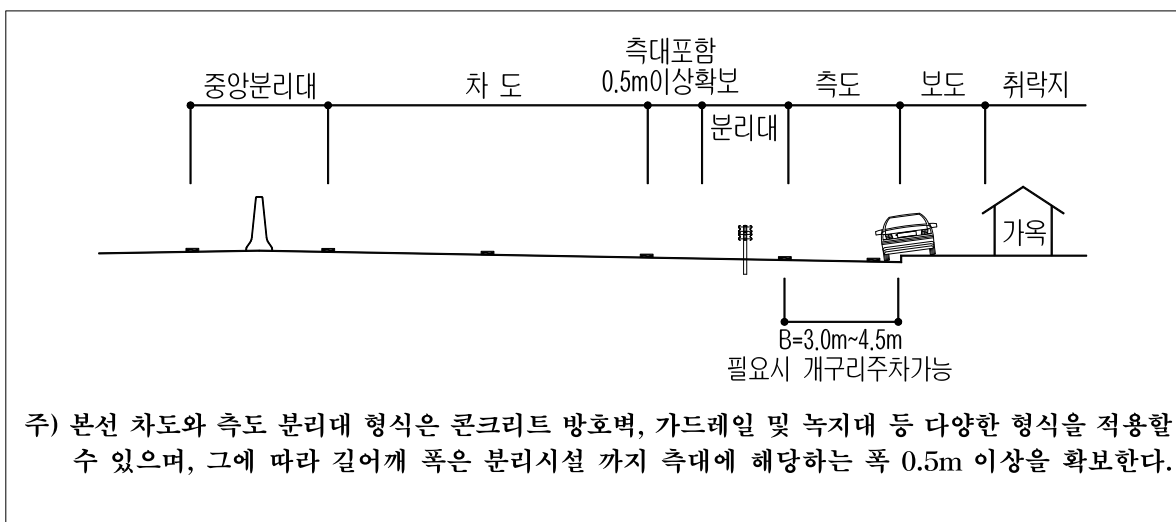 측대포함
중앙분리대 차 도 0.5m이상확보 측도 보도 취락지
분리대
가옥
B=3.0m~4.5m
필요시 개구리주차가능
주) 본선 차도와 측도 분리대 형식은 콘크리트 방호벽, 가드레일 및 녹지대 등 다양한 형식을 적용할
수 있으며, 그에 따라 길어깨 폭은 분리시설 까지 측대에 해당하는 폭 0.5m 이상을 확보한다.